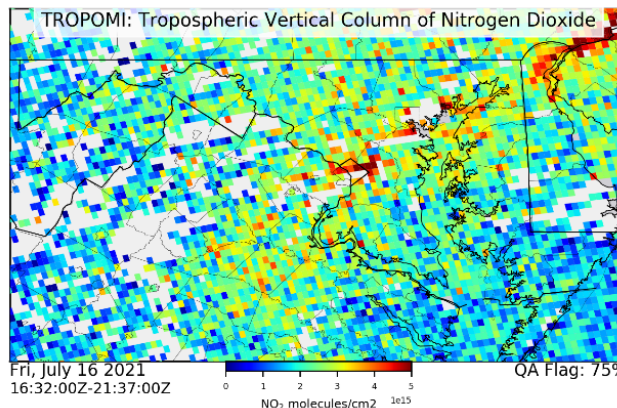 TROPOMI: Tropospheric Vertical Column of Nitrogen Dioxide
Fri, July 16 2021
QA Flag: 75%
16:32:00Z-21:37:00Z
0 1 2 3 4 5
1e15
NO₂ molecules/cm2